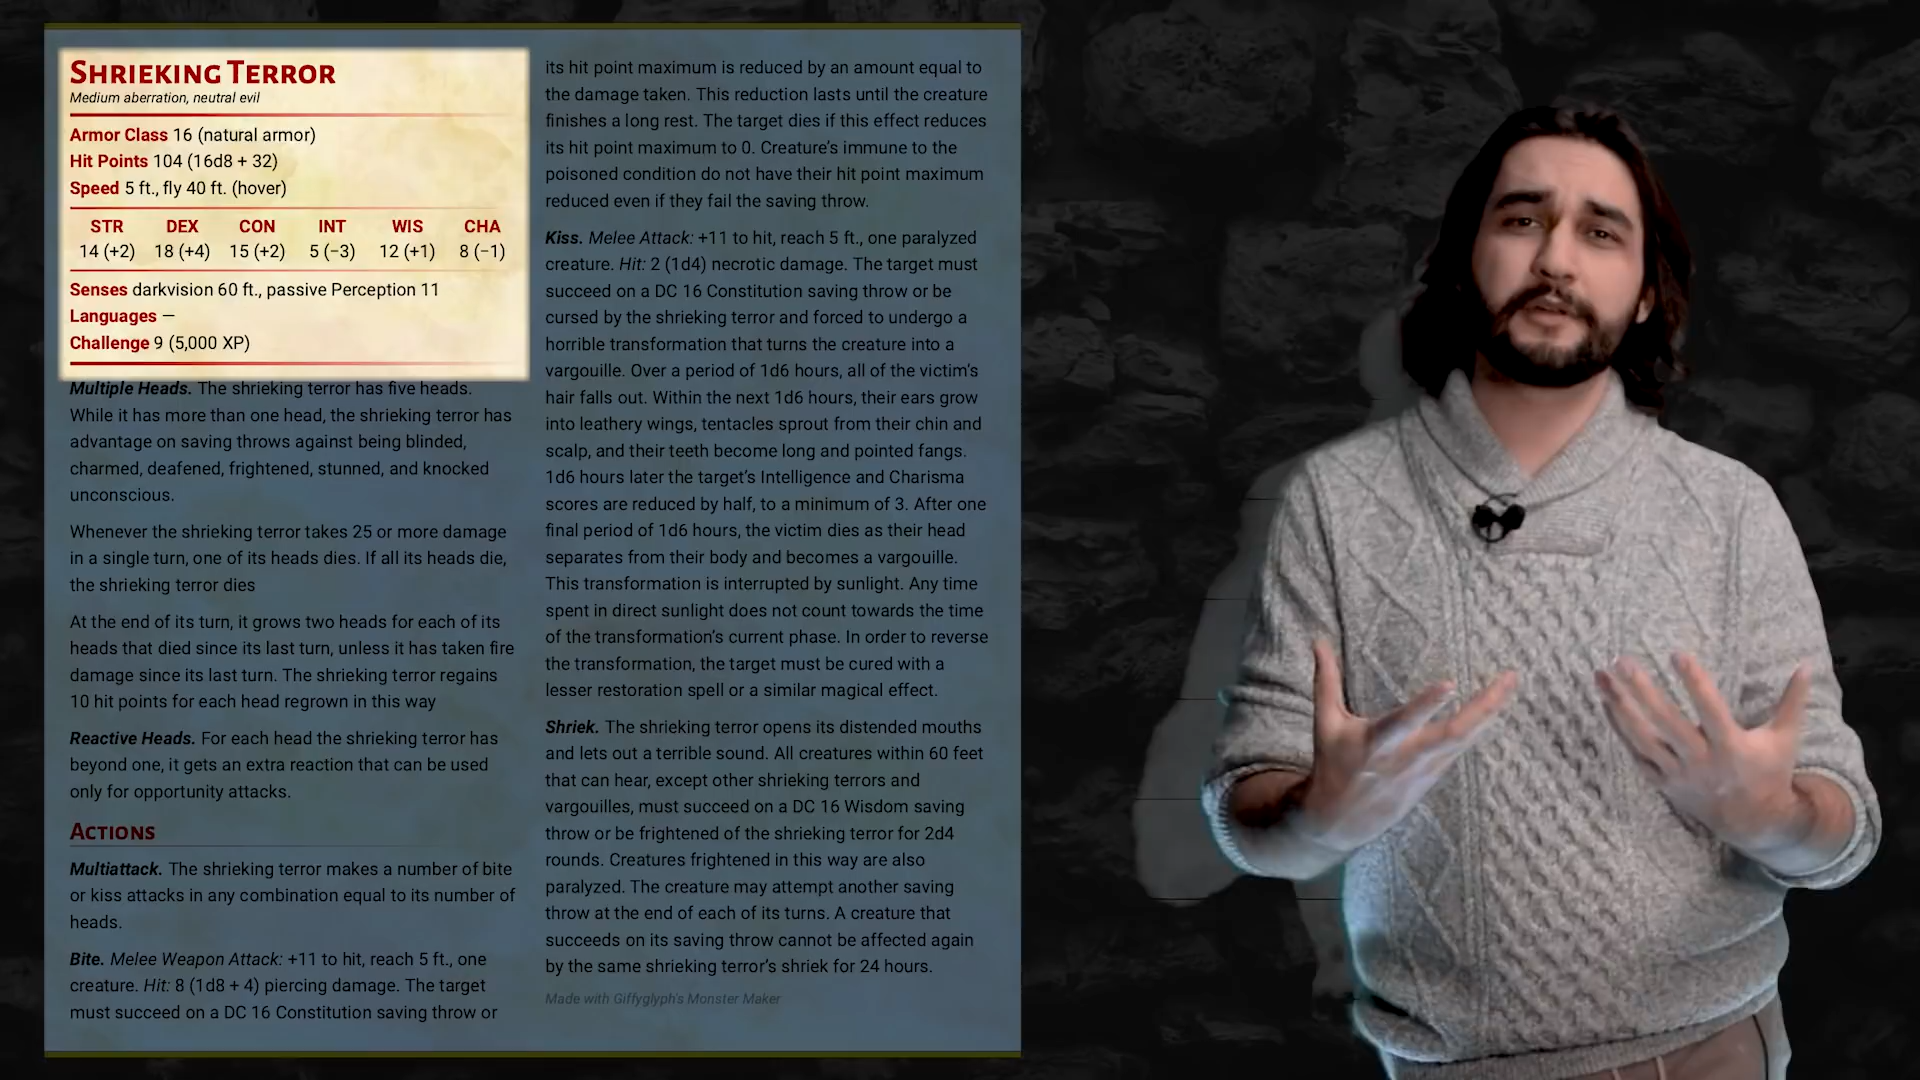 SHRIEKING TERROR
Medium aberration, neutral evil
Armor Class 16 (natural armor)
Hit Points 104 (16d8 + 32)
Speed 5 ft., fly 40 ft. (hover)
STR DEX CON INT WIS CHA
14 (+2) 18 (+4) 15 (+2) 5 (−3) 12 (+1) 8 (−1)
Senses darkvision 60 ft., passive Perception 11
Languages —
Challenge 9 (5,000 XP)
Multiple Heads. The shrieking terror has five heads.
While it has more than one head, the shrieking terror has
advantage on saving throws against being blinded,
charmed, deafened, frightened, stunned, and knocked
unconscious.
Whenever the shrieking terror takes 25 or more damage
in a single turn, one of its heads dies. If all its heads die,
the shrieking terror dies
At the end of its turn, it grows two heads for each of its
heads that died since its last turn, unless it has taken fire
damage since its last turn. The shrieking terror regains
10 hit points for each head regrown in this way
Reactive Heads. For each head the shrieking terror has
beyond one, it gets an extra reaction that can be used
only for opportunity attacks.
ACTIONS
Multiattack. The shrieking terror makes a number of bite
or kiss attacks in any combination equal to its number of
heads.
Bite. Melee Weapon Attack: +11 to hit, reach 5 ft., one
creature. Hit: 8 (1d8 + 4) piercing damage. The target
must succeed on a DC 16 Constitution saving throw or
its hit point maximum is reduced by an amount equal to
the damage taken. This reduction lasts until the creature
finishes a long rest. The target dies if this effect reduces
its hit point maximum to 0. Creature's immune to the
poisoned condition do not have their hit point maximum
reduced even if they fail the saving throw.
Kiss. Melee Attack: +11 to hit, reach 5 ft., one paralyzed
creature. Hit: 2 (1d4) necrotic damage. The target must
succeed on a DC 16 Constitution saving throw or be
cursed by the shrieking terror and forced to undergo a
horrible transformation that turns the creature into a
vargouille. Over a period of 1d6 hours, all of the victim's
hair falls out. Within the next 1d6 hours, their ears grow
into leathery wings, tentacles sprout from their chin and
scalp, and their teeth become long and pointed fangs.
1d6 hours later the target's Intelligence and Charisma
scores are reduced by half, to a minimum of 3. After one
final period of 1d6 hours, the victim dies as their head
separates from their body and becomes a vargouille.
This transformation is interrupted by sunlight. Any time
spent in direct sunlight does not count towards the time
of the transformation's current phase. In order to reverse
the transformation, the target must be cured with a
lesser restoration spell or a similar magical effect.
Shriek. The shrieking terror opens its distended mouths
and lets out a terrible sound. All creatures within 60 feet
that can hear, except other shrieking terrors and
vargouilles, must succeed on a DC 16 Wisdom saving
throw or be frightened of the shrieking terror for 2d4
rounds. Creatures frightened in this way are also
paralyzed. The creature may attempt another saving
throw at the end of each of its turns. A creature that
succeeds on its saving throw cannot be affected again
by the same shrieking terror's shriek for 24 hours.
Made with Giffyglyph's Monster Maker